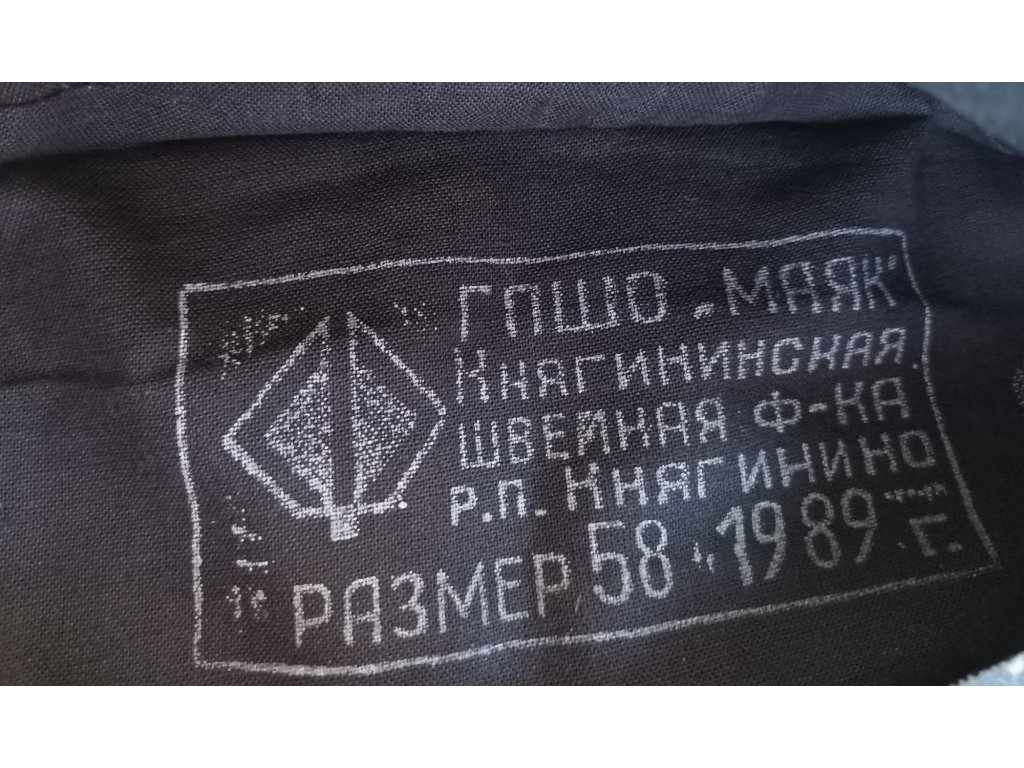 ГПШО „МАЯК"
КНЯГИНИНСКАЯ
ШВЕЙНАЯ Ф-КА
Р.П. КНЯГИНИНО
РАЗМЕР 58 1989 г.